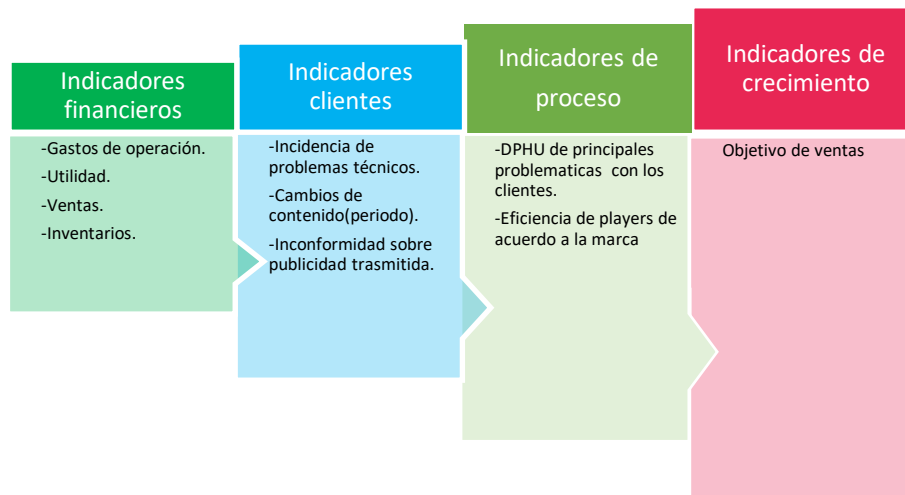 Indicadores
financieros
-Gastos de operación.
-Utilidad.
-Ventas.
-Inventarios.
Indicadores
clientes
-Incidencia de
problemas técnicos.
-Cambios de
contenido(periodo).
-Inconformidad sobre
publicidad trasmitida.
Indicadores de
proceso
-DPHU de principales
problematicas con los
clientes.
-Eficiencia de players de
acuerdo a la marca
Indicadores de
crecimiento
Objetivo de ventas